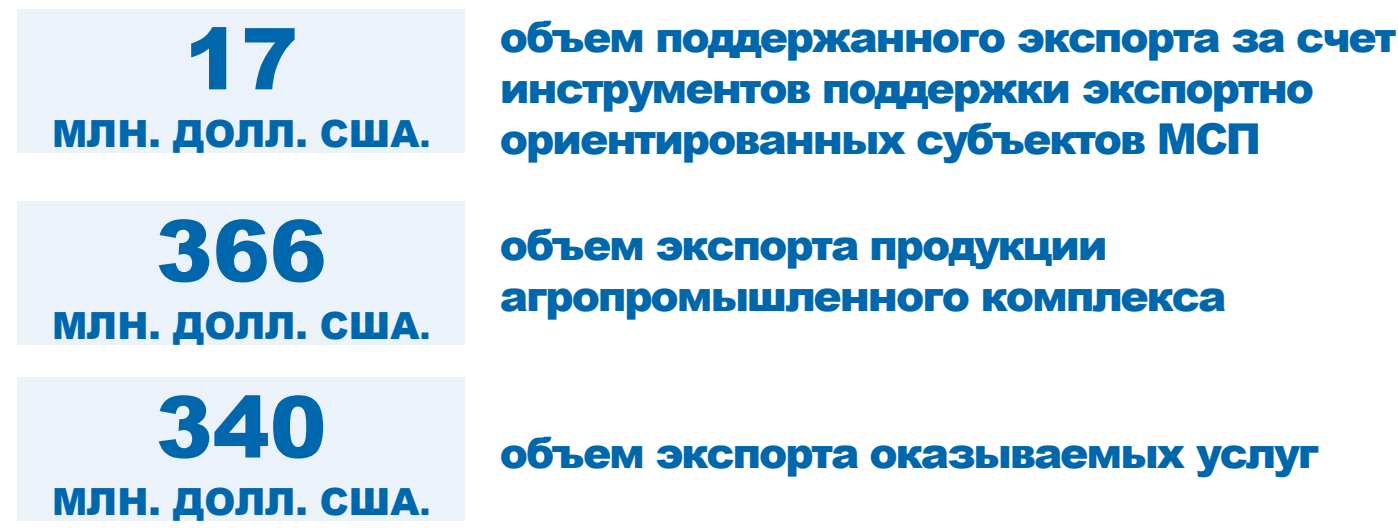 17
МЛН. ДОЛЛ. США.
объем поддержанного экспорта за счет
инструментов поддержки экспортно
ориентированных субъектов МСП
366
МЛН. ДОЛЛ. США.
объем экспорта продукции
агропромышленного комплекса
340
МЛН. ДОЛЛ. США.
объем экспорта оказываемых услуг